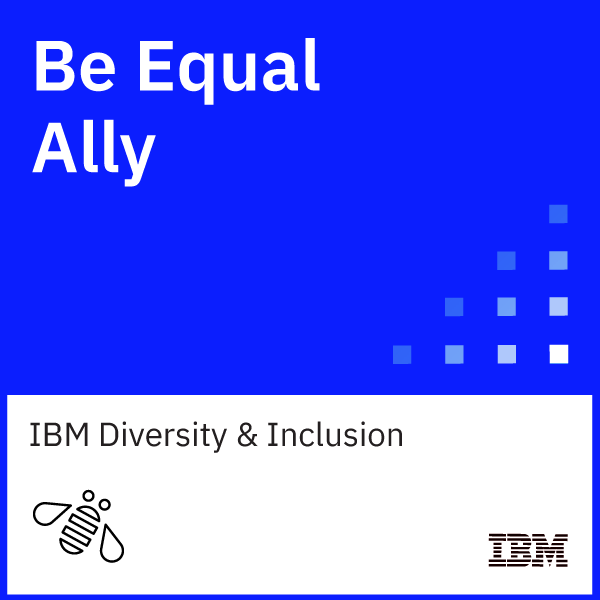 Be Equal
Ally
IBM Diversity & Inclusion
IBM